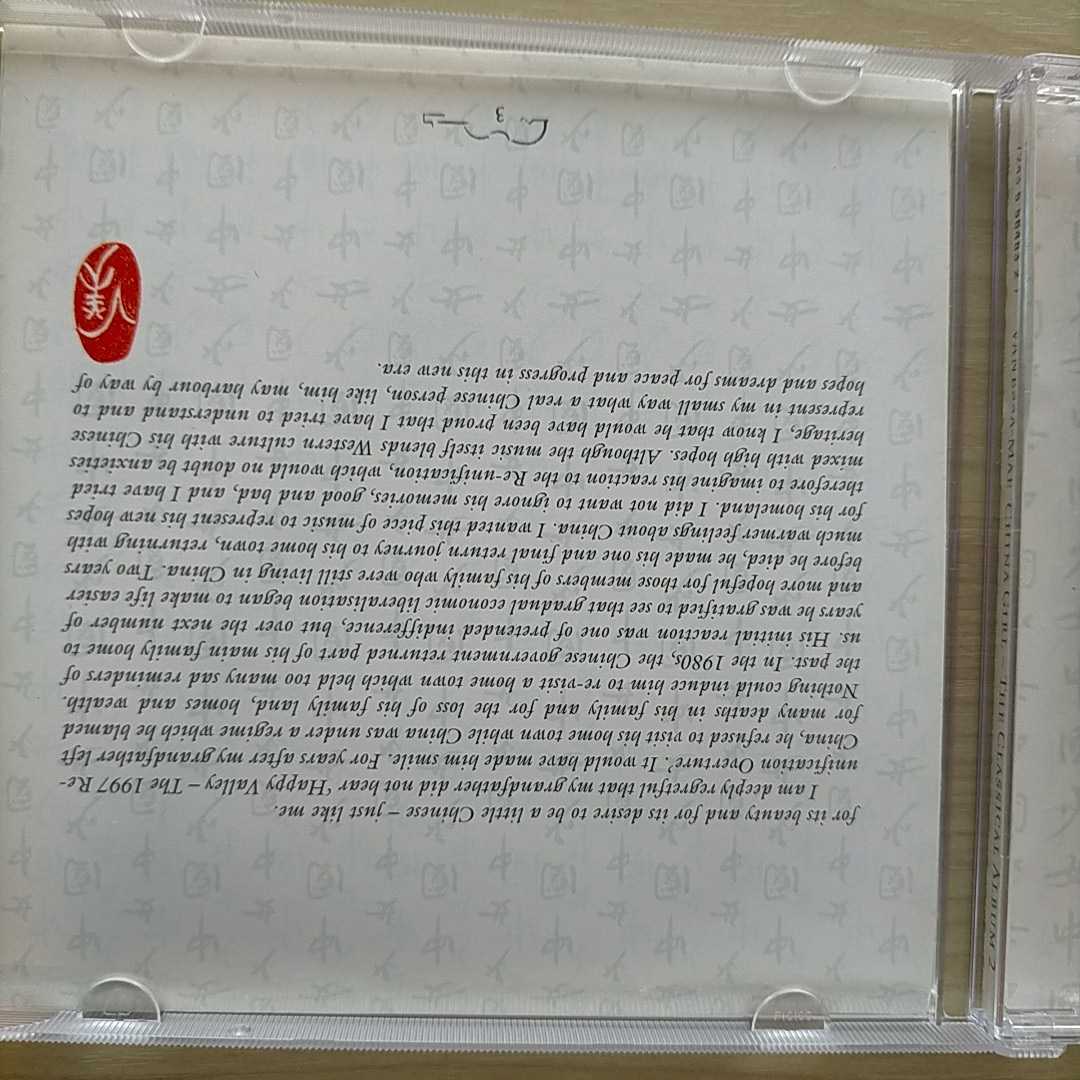 for its beauty and for its desire to be a little Chinese – just like me.
I am deeply regretful that my grandfather did not hear ‘Happy Valley – The 1997 Re-
unification Overture’. It would have made him smile. For years after my grandfather left
China, he refused to visit his home town while China was under a regime which he blamed
for many deaths in his family and for the loss of his family land, homes and wealth.
Nothing could induce him to re-visit a home town which held too many sad reminders of
the past. In the 1980s, the Chinese government returned part of his main family home to
us. His initial reaction was one of pretended indifference, but over the next number of
years he was gratified to see that gradual economic liberalisation began to make life easier
and more hopeful for those members of his family who were still living in China. Two years
before he died, he made his one and final return journey to his home town, returning with
much warmer feelings about China. I wanted this piece of music to represent his new hopes
for his homeland. I did not want to ignore his memories, good and bad, and I have tried
therefore to imagine his reaction to the Re-unification, which would no doubt be anxieties
mixed with high hopes. Although the music itself blends Western culture with his Chinese
heritage, I know that he would have been proud that I have tried to understand and to
represent in my small way what a real Chinese person, like him, may harbour by way of
hopes and dreams for peace and progress in this new era.
3
VANESSA-MAE CHINA GIRL – THE CLASSICAL ALBUM 2